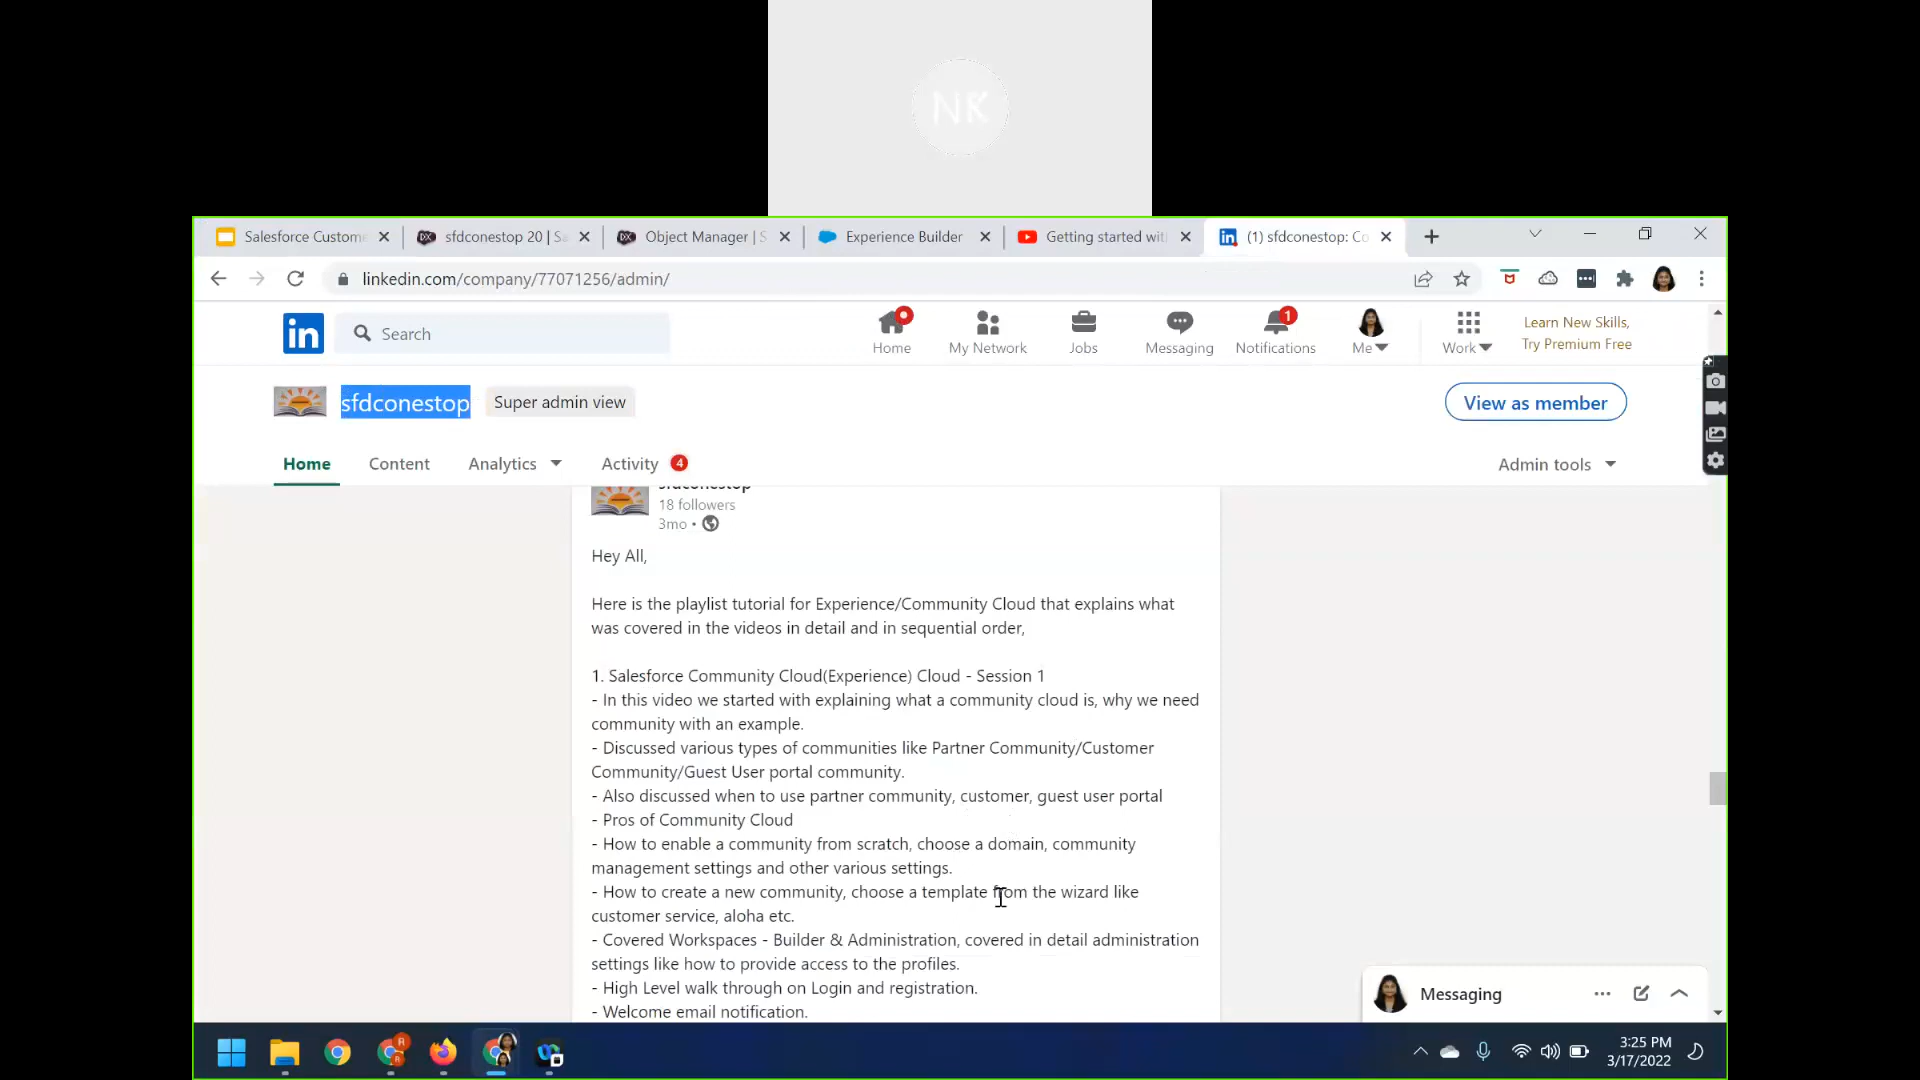 NK
Salesforce Custome
sfdconestop 20 | Sa
Object Manager | S
Experience Builder
Getting started wit
(1) sfdconestop: Co
linkedin.com/company/77071256/admin/
in
Search
Home
My Network
Jobs
Messaging
1
Notifications
Me
Work
Learn New Skills,
Try Premium Free
sfdconestop
Super admin view
View as member
Home
Content
Analytics
Activity
4
Admin tools
sfdconestop
18 followers
3mo •
Hey All,
Here is the playlist tutorial for Experience/Community Cloud that explains what
was covered in the videos in detail and in sequential order,
1. Salesforce Community Cloud(Experience) Cloud - Session 1
- In this video we started with explaining what a community cloud is, why we need
community with an example.
- Discussed various types of communities like Partner Community/Customer
Community/Guest User portal community.
- Also discussed when to use partner community, customer, guest user portal
- Pros of Community Cloud
- How to enable a community from scratch, choose a domain, community
management settings and other various settings.
- How to create a new community, choose a template from the wizard like
customer service, aloha etc.
- Covered Workspaces - Builder & Administration, covered in detail administration
settings like how to provide access to the profiles.
- High Level walk through on Login and registration.
- Welcome email notification.
Messaging
3:25 PM
3/17/2022